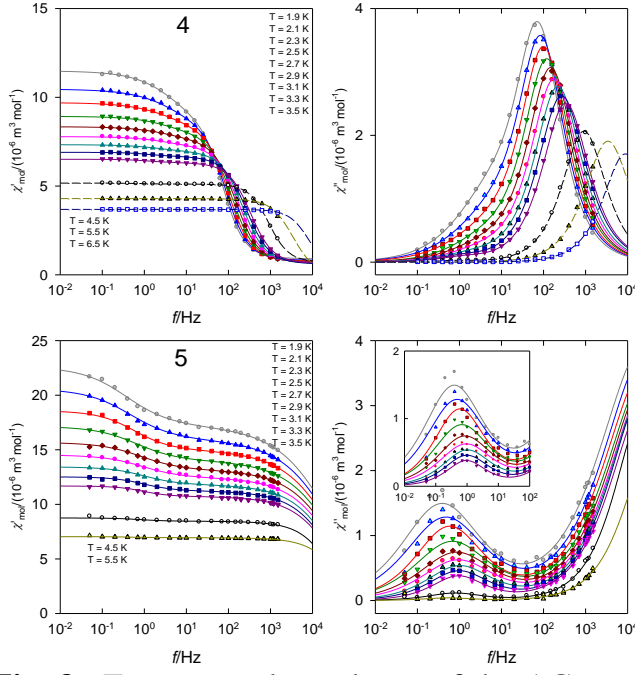 4
T = 1.9 K
T = 2.1 K
T = 2.3 K
T = 2.5 K
T = 2.7 K
T = 2.9 K
T = 3.1 K
T = 3.3 K
T = 3.5 K
T = 4.5 K
T = 5.5 K
T = 6.5 K
15
10
5
0
χ'mol/(10⁻⁶ m³ mol⁻¹)
10⁻² 10⁻¹ 10⁰ 10¹ 10² 10³ 10⁴
f/Hz
4
2
0
χ''mol/(10⁻⁶ m³ mol⁻¹)
10⁻² 10⁻¹ 10⁰ 10¹ 10² 10³ 10⁴
f/Hz
5
T = 1.9 K
T = 2.1 K
T = 2.3 K
T = 2.5 K
T = 2.7 K
T = 2.9 K
T = 3.1 K
T = 3.3 K
T = 3.5 K
T = 4.5 K
T = 5.5 K
25
20
15
10
5
0
χ'mol/(10⁻⁶ m³ mol⁻¹)
10⁻² 10⁻¹ 10⁰ 10¹ 10² 10³ 10⁴
f/Hz
4
3
2
1
0
χ''mol/(10⁻⁶ m³ mol⁻¹)
2
1
0
10⁻² 10⁻¹ 10⁰ 10¹ 10²
10⁻² 10⁻¹ 10⁰ 10¹ 10² 10³ 10⁴
f/Hz